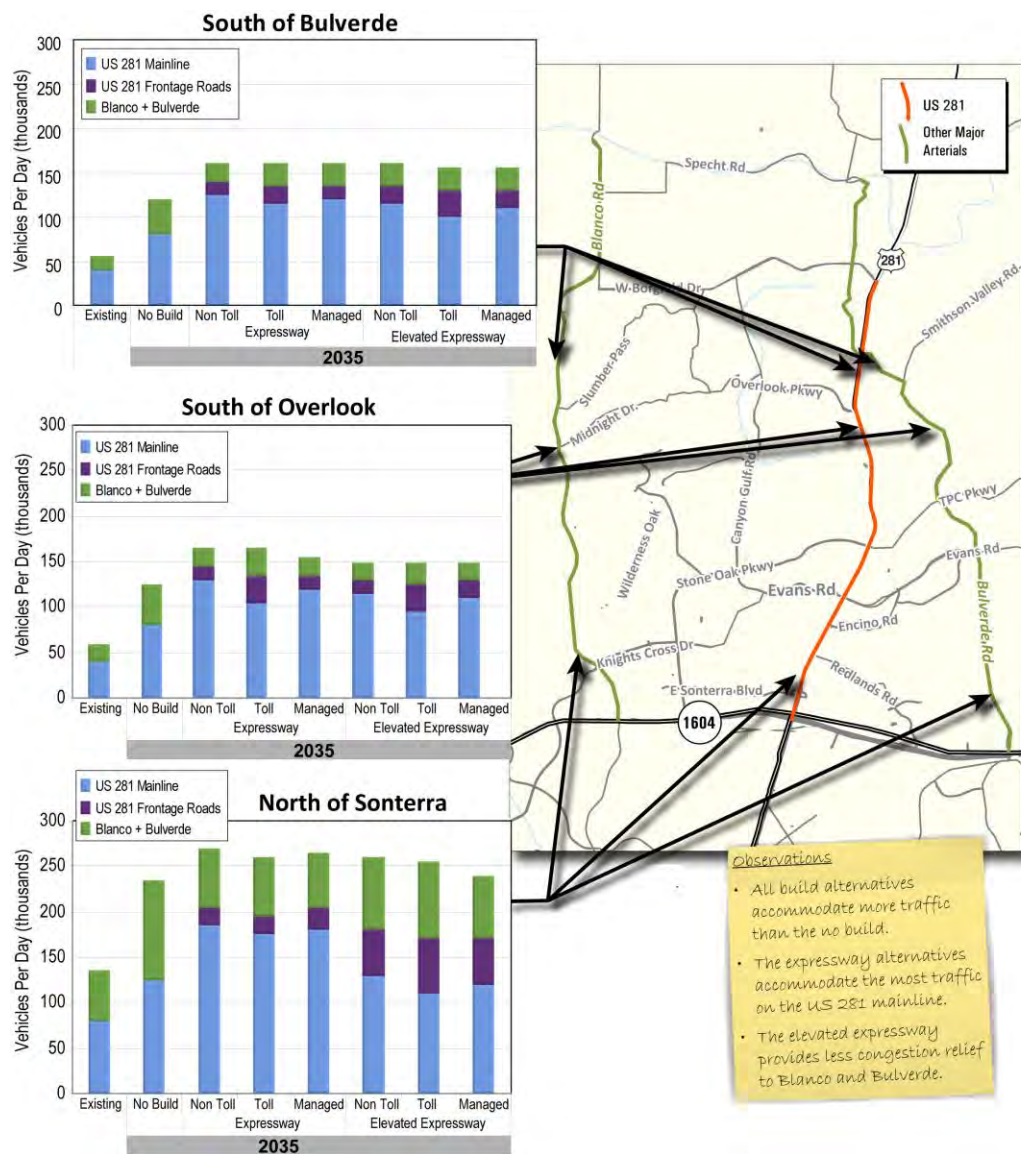 South of Bulverde
300
250
200
150
100
50
0
Vehicles Per Day (thousands)
US 281 Mainline
US 281 Frontage Roads
Blanco + Bulverde
Existing No Build Non Toll Toll Managed Non Toll Toll Managed
Expressway Elevated Expressway
2035
South of Overlook
300
250
200
150
100
50
0
Vehicles Per Day (thousands)
US 281 Mainline
US 281 Frontage Roads
Blanco + Bulverde
Existing No Build Non Toll Toll Managed Non Toll Toll Managed
Expressway Elevated Expressway
2035
North of Sonterra
300
250
200
150
100
50
0
Vehicles Per Day (thousands)
US 281 Mainline
US 281 Frontage Roads
Blanco + Bulverde
Existing No Build Non Toll Toll Managed Non Toll Toll Managed
Expressway Elevated Expressway
2035
US 281
Other Major
Arterials
Specht Rd
Blanco Rd
281
W Borgfeld Dr
Smithson Valley Rd
Slumber Pass
Overlook Pkwy
Midnight Dr
Canyon Gulf Rd
TPC Pkwy
Wilderness Oak
Stone Oak Pkwy
Evans Rd
Evans Rd
Bulverde Rd
Encino Rd
Knights Cross Dr
Redlands Rd
E Sonterra Blvd
1604
Observations
• All build alternatives
accommodate more traffic
than the no build.
• The expressway alternatives
accommodate the most traffic
on the US 281 mainline.
• The elevated expressway
provides less congestion relief
to Blanco and Bulverde.